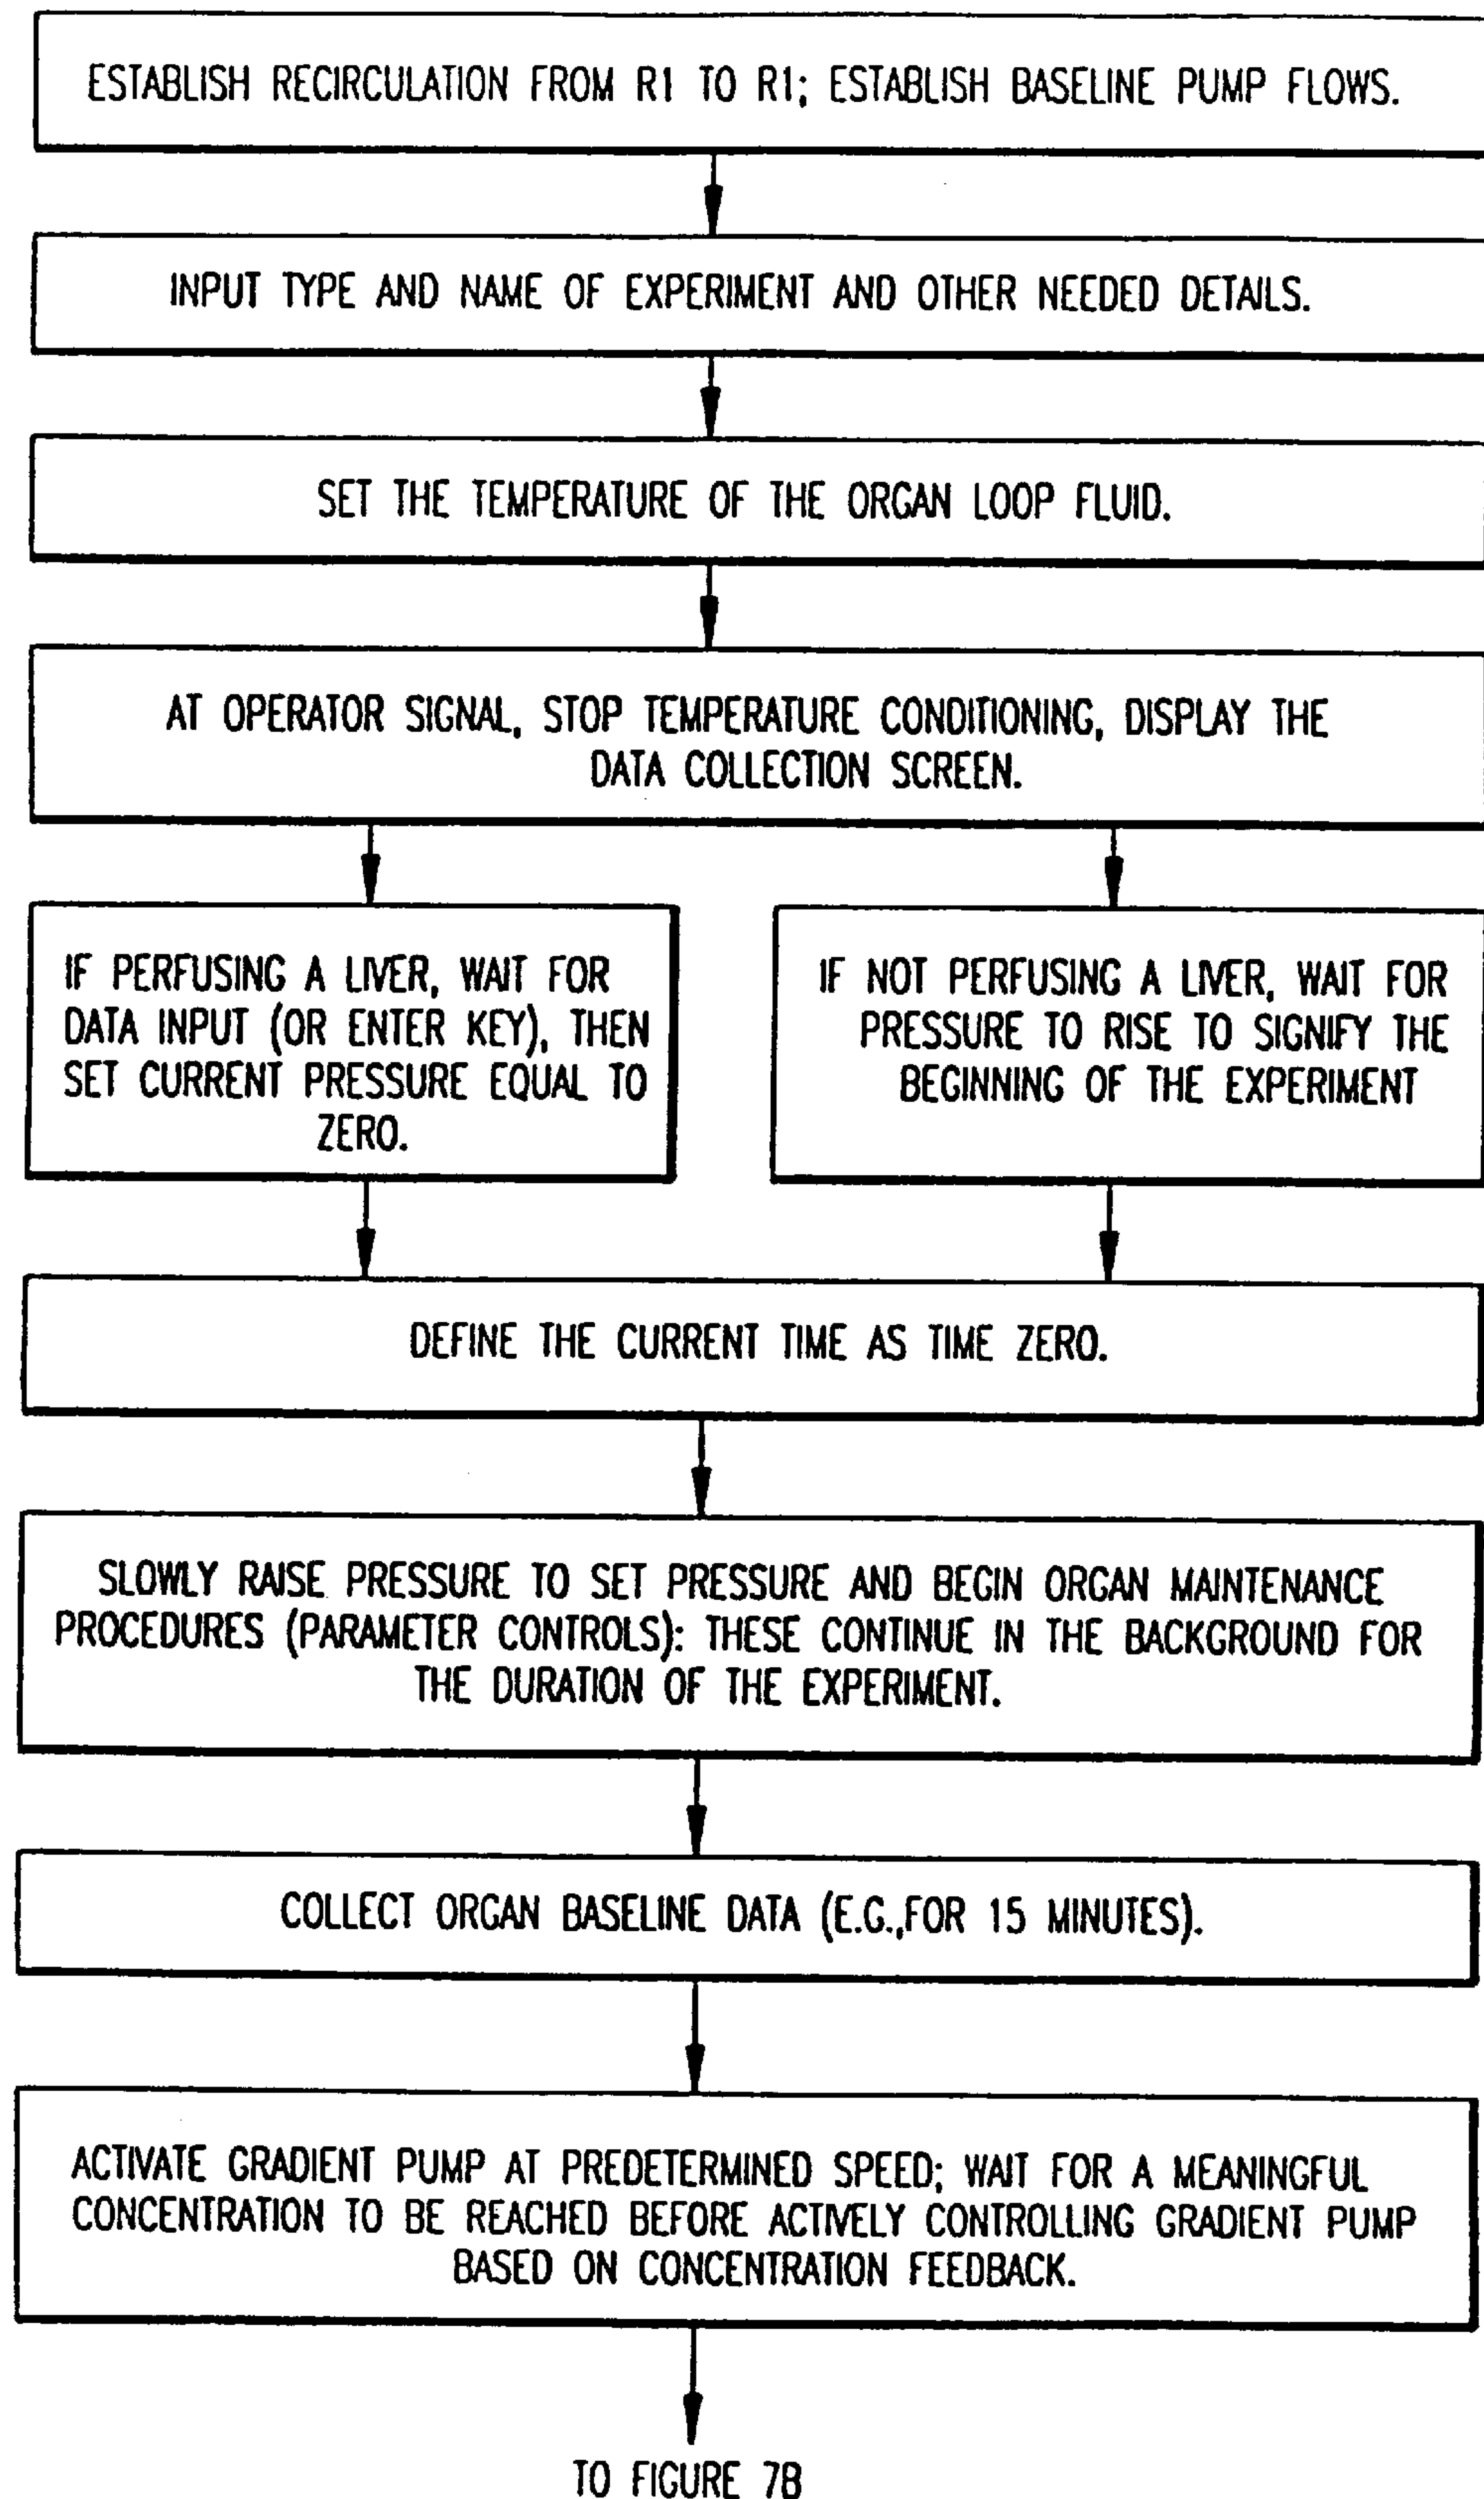 ESTABLISH RECIRCULATION FROM R1 TO R1; ESTABLISH BASELINE PUMP FLOWS.
INPUT TYPE AND NAME OF EXPERIMENT AND OTHER NEEDED DETAILS.
SET THE TEMPERATURE OF THE ORGAN LOOP FLUID.
AT OPERATOR SIGNAL, STOP TEMPERATURE CONDITIONING, DISPLAY THE
DATA COLLECTION SCREEN.
IF PERFUSING A LIVER, WAIT FOR
DATA INPUT (OR ENTER KEY), THEN
SET CURRENT PRESSURE EQUAL TO
ZERO.
IF NOT PERFUSING A LIVER, WAIT FOR
PRESSURE TO RISE TO SIGNIFY THE
BEGINNING OF THE EXPERIMENT
DEFINE THE CURRENT TIME AS TIME ZERO.
SLOWLY RAISE PRESSURE TO SET PRESSURE AND BEGIN ORGAN MAINTENANCE
PROCEDURES (PARAMETER CONTROLS): THESE CONTINUE IN THE BACKGROUND FOR
THE DURATION OF THE EXPERIMENT.
COLLECT ORGAN BASELINE DATA (E.G.,FOR 15 MINUTES).
ACTIVATE GRADIENT PUMP AT PREDETERMINED SPEED; WAIT FOR A MEANINGFUL
CONCENTRATION TO BE REACHED BEFORE ACTIVELY CONTROLLING GRADIENT PUMP
BASED ON CONCENTRATION FEEDBACK.
TO FIGURE 7B